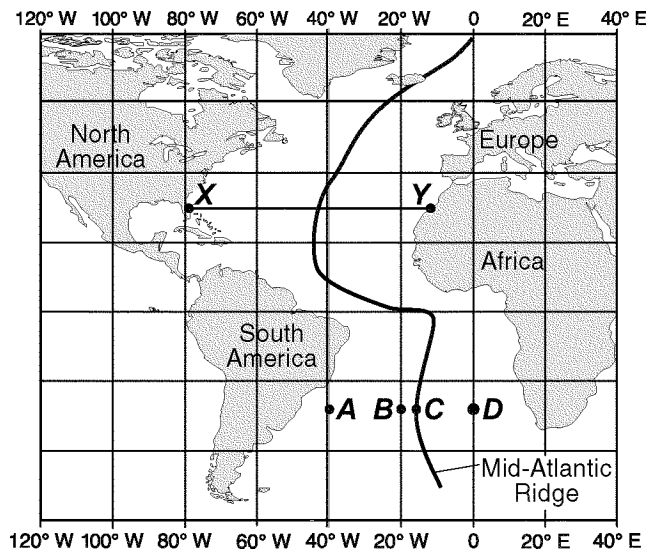 120° W 100° W 80° W 60° W 40° W 20° W 0° 20° E 40° E
North
America
Europe
X Y
Africa
South
America
A B C D
Mid-Atlantic
Ridge
120° W 100° W 80° W 60° W 40° W 20° W 0° 20° E 40° E